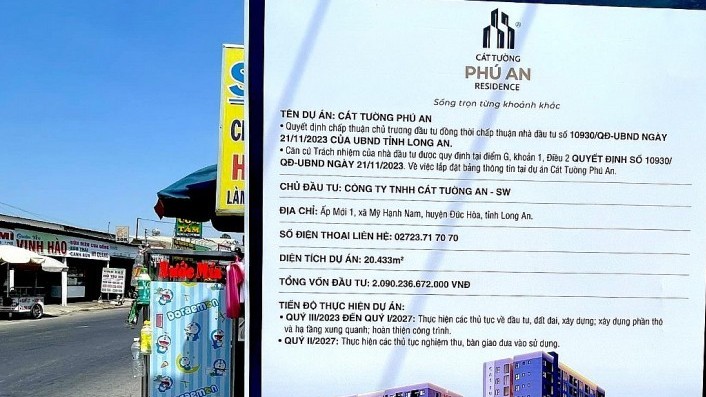 CÁT TƯỜNG
PHÚ AN
RESIDENCE
Sống trọn từng khoảnh khắc
TÊN DỰ ÁN: CÁT TƯỜNG PHÚ AN
• Quyết định chấp thuận chủ trương đầu tư đồng thời chấp thuận nhà đầu tư số 10930/QĐ-UBND NGÀY
21/11/2023 CỦA UBND TỈNH LONG AN.
• Căn cứ Trách nhiệm của nhà đầu tư được quy định tại điểm G, khoản 1, Điều 2 QUYẾT ĐỊNH SỐ 10930/
QĐ-UBND NGÀY 21/11/2023. Về việc lắp đặt bảng thông tin tại dự án Cát Tường Phú An.
CHỦ ĐẦU TƯ: CÔNG TY TNHH CÁT TƯỜNG AN - SW
ĐỊA CHỈ: Ấp Mới 1, xã Mỹ Hạnh Nam, huyện Đức Hòa, tỉnh Long An.
SỐ ĐIỆN THOẠI LIÊN HỆ: 02723.71 70 70
DIỆN TÍCH DỰ ÁN: 20.433m²
TỔNG VỐN ĐẦU TƯ: 2.090.236.672.000 VNĐ
TIẾN ĐỘ THỰC HIỆN DỰ ÁN:
• QUÝ III/2023 ĐẾN QUÝ I/2027: Thực hiện các thủ tục về đầu tư, đất đai, xây dựng; xây dựng phần thô
và hạ tầng xung quanh; hoàn thiện công trình.
• QUÝ II/2027: Thực hiện các thủ tục nghiệm thu, bàn giao đưa vào sử dụng.
VINH HẢO
TÂM
Nước Mía
Doraemon
Doraemon